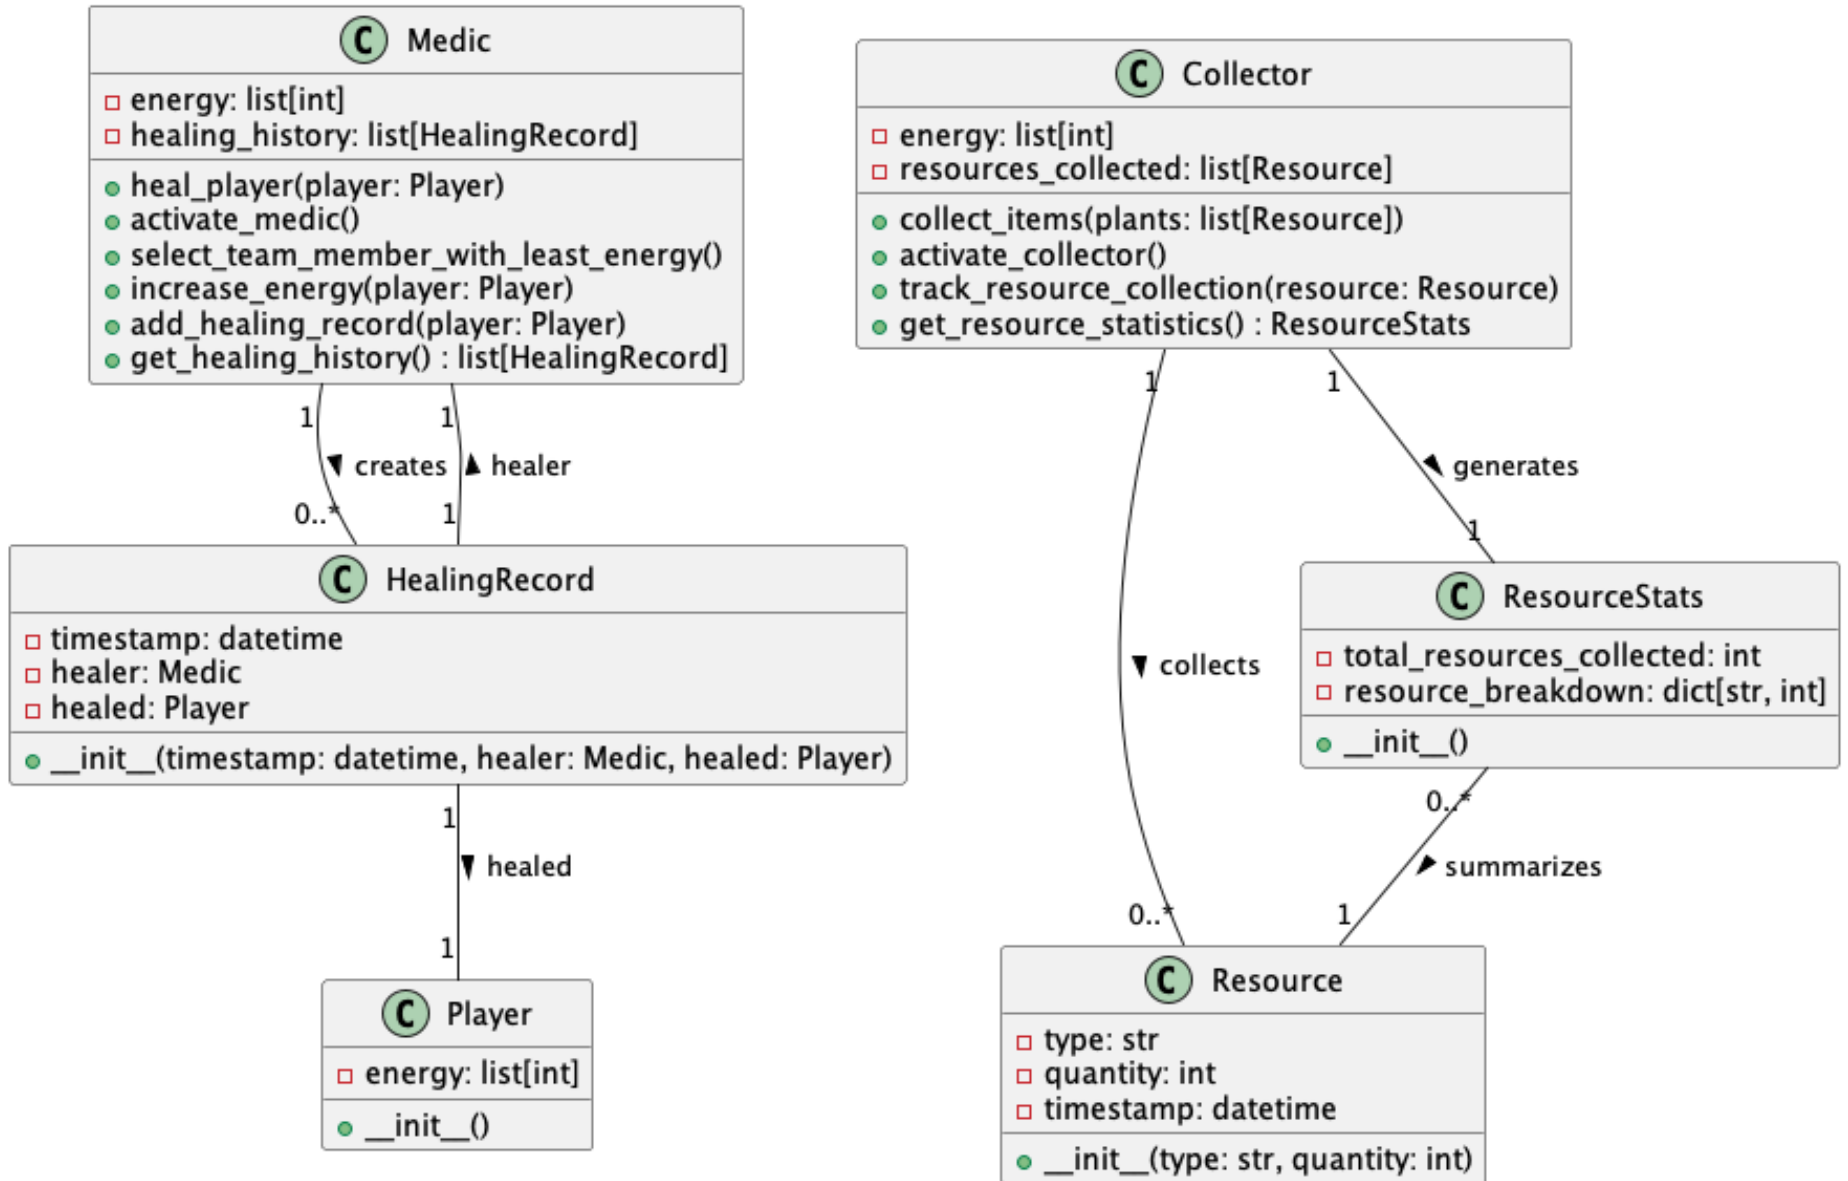 C Medic
energy: list[int]
healing_history: list[HealingRecord]
heal_player(player: Player)
activate_medic()
select_team_member_with_least_energy()
increase_energy(player: Player)
add_healing_record(player: Player)
get_healing_history() : list[HealingRecord]
C Collector
energy: list[int]
resources_collected: list[Resource]
collect_items(plants: list[Resource])
activate_collector()
track_resource_collection(resource: Resource)
get_resource_statistics() : ResourceStats
1
1
creates
healer
0..*
1
1
1
generates
1
collects
0..*
C HealingRecord
timestamp: datetime
healer: Medic
healed: Player
__init__(timestamp: datetime, healer: Medic, healed: Player)
C ResourceStats
total_resources_collected: int
resource_breakdown: dict[str, int]
__init__()
1
healed
1
0..*
summarizes
1
C Player
energy: list[int]
__init__()
C Resource
type: str
quantity: int
timestamp: datetime
__init__(type: str, quantity: int)